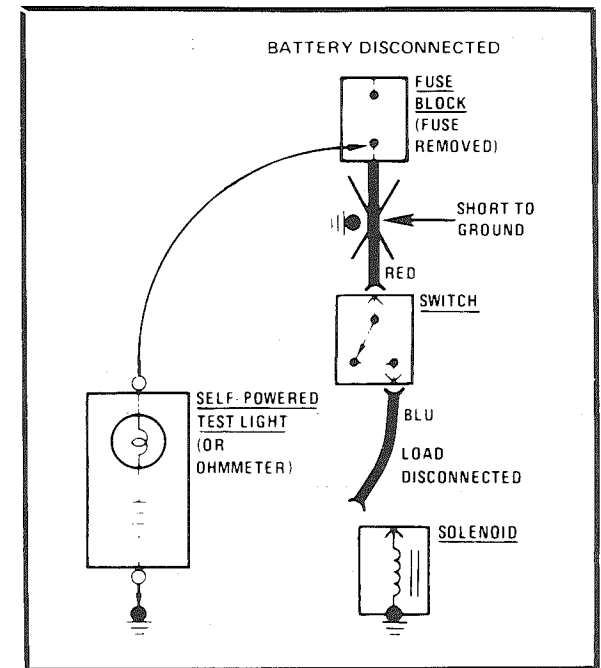 BATTERY DISCONNECTED
FUSE
BLOCK
(FUSE
REMOVED)
SHORT TO
GROUND
RED
SWITCH
SELF-POWERED
TEST LIGHT
(OR
OHMMETER)
BLU
LOAD
DISCONNECTED
SOLENOID